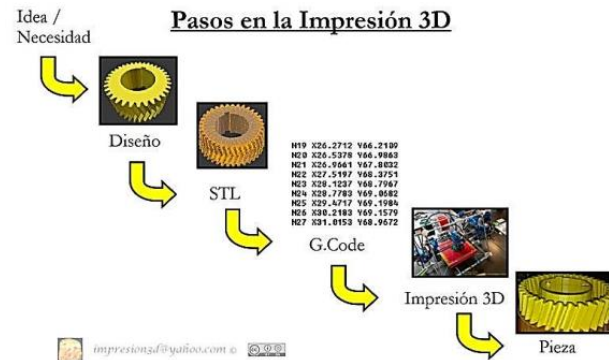 Pasos en la Impresión 3D
Idea /
Necesidad
Diseño
STL
N19 X26.2712 Y66.2109
N20 X26.5378 Y66.9863
N21 X26.9661 Y67.8032
N22 X27.5197 Y68.3751
N23 X28.1237 Y68.7967
N24 X28.7783 Y69.0682
N25 X29.4717 Y69.1984
N26 X30.2183 Y69.1579
N27 X31.0153 Y68.9672
G.Code
Impresión 3D
Pieza
impresion3d@yahoo.com ©